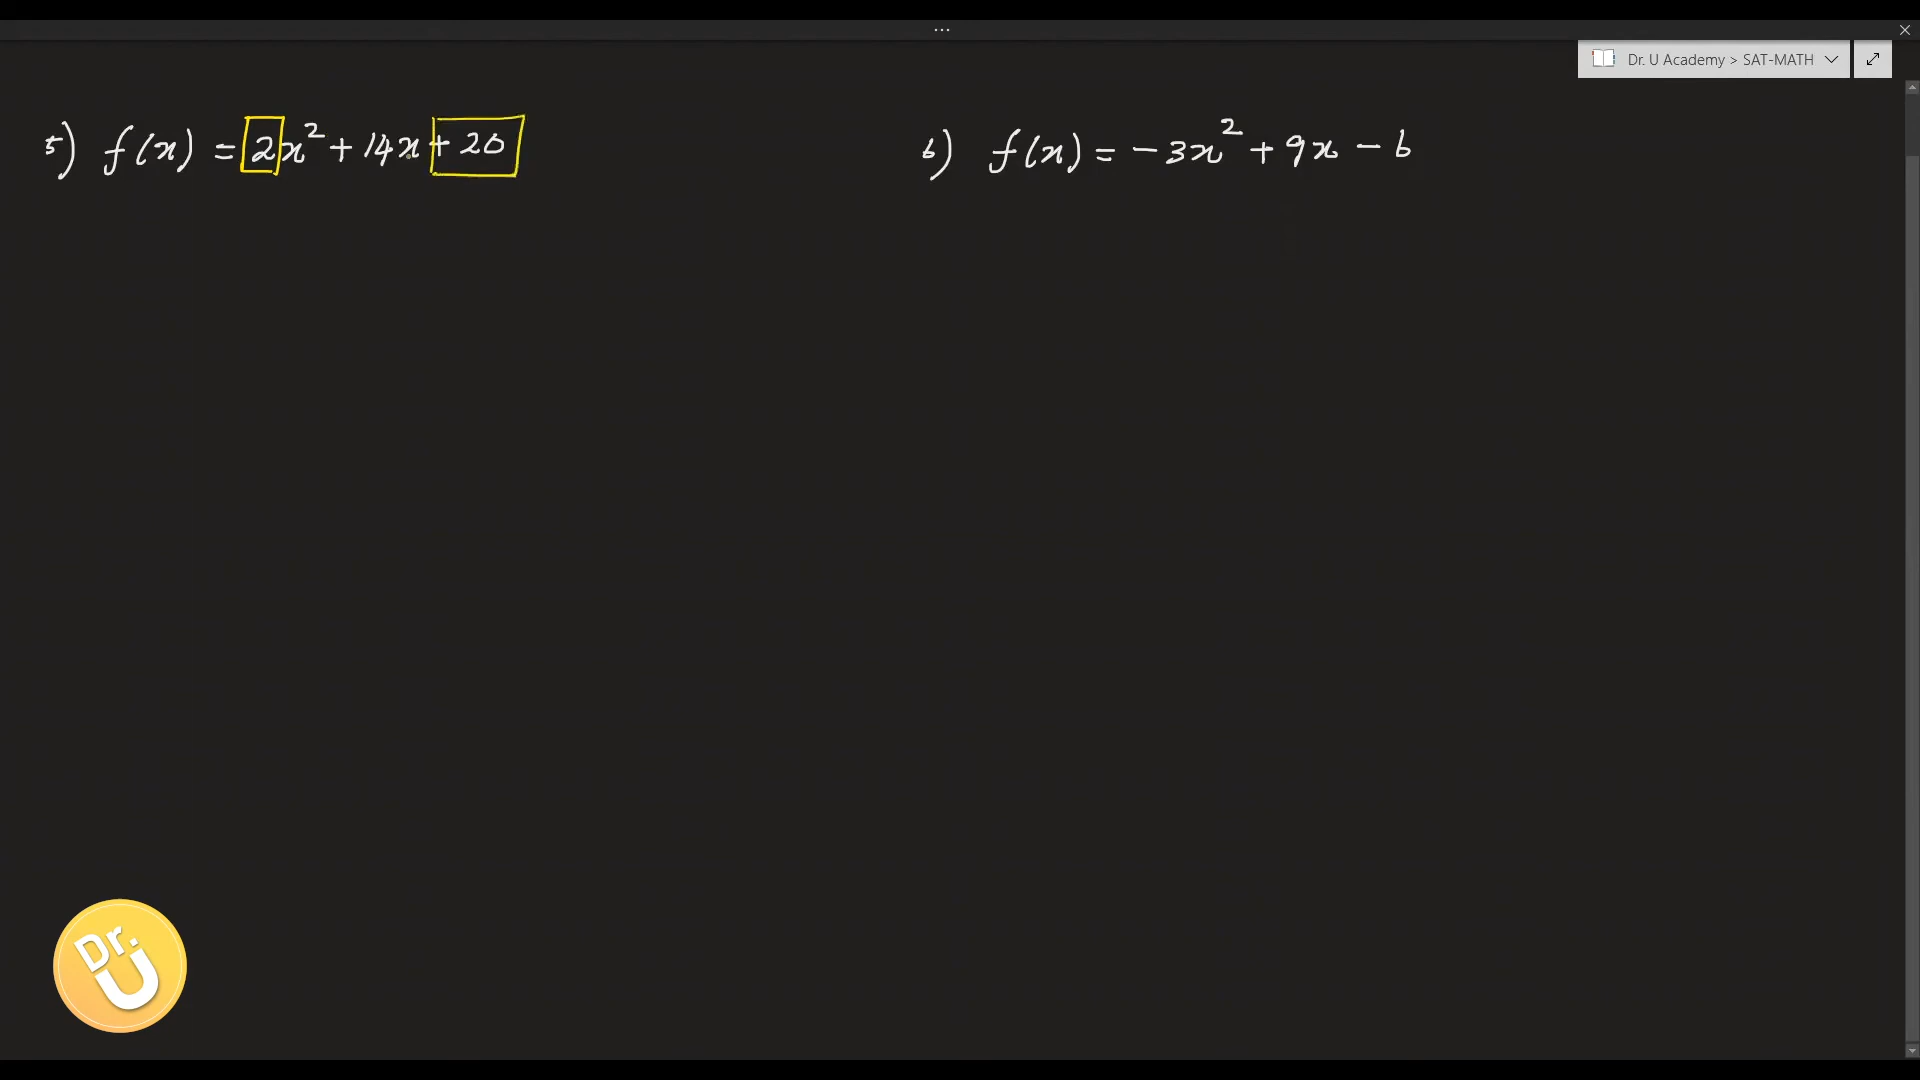 Dr. U Academy > SAT-MATH
5) f(x) = 2x² + 14x + 20
6) f(x) = -3x² + 9x - 6
Dr.
U